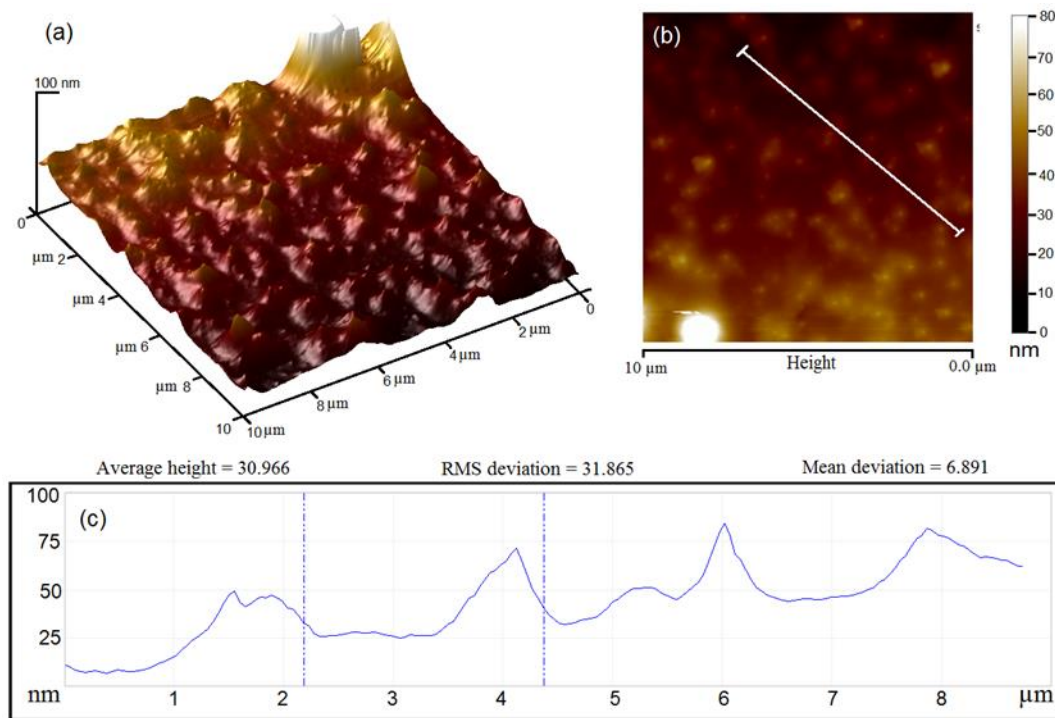 (a)
100 nm
0
µm 2
µm 4
µm 6
µm 8
10
10µm
8 µm
6 µm
4 µm
2 µm
0
(b)
10 µm
Height
0.0 µm
80
70
60
50
40
30
20
10
0
nm
Average height = 30.966
RMS deviation = 31.865
Mean deviation = 6.891
(c)
100
75
50
25
nm
1
2
3
4
5
6
7
8
µm